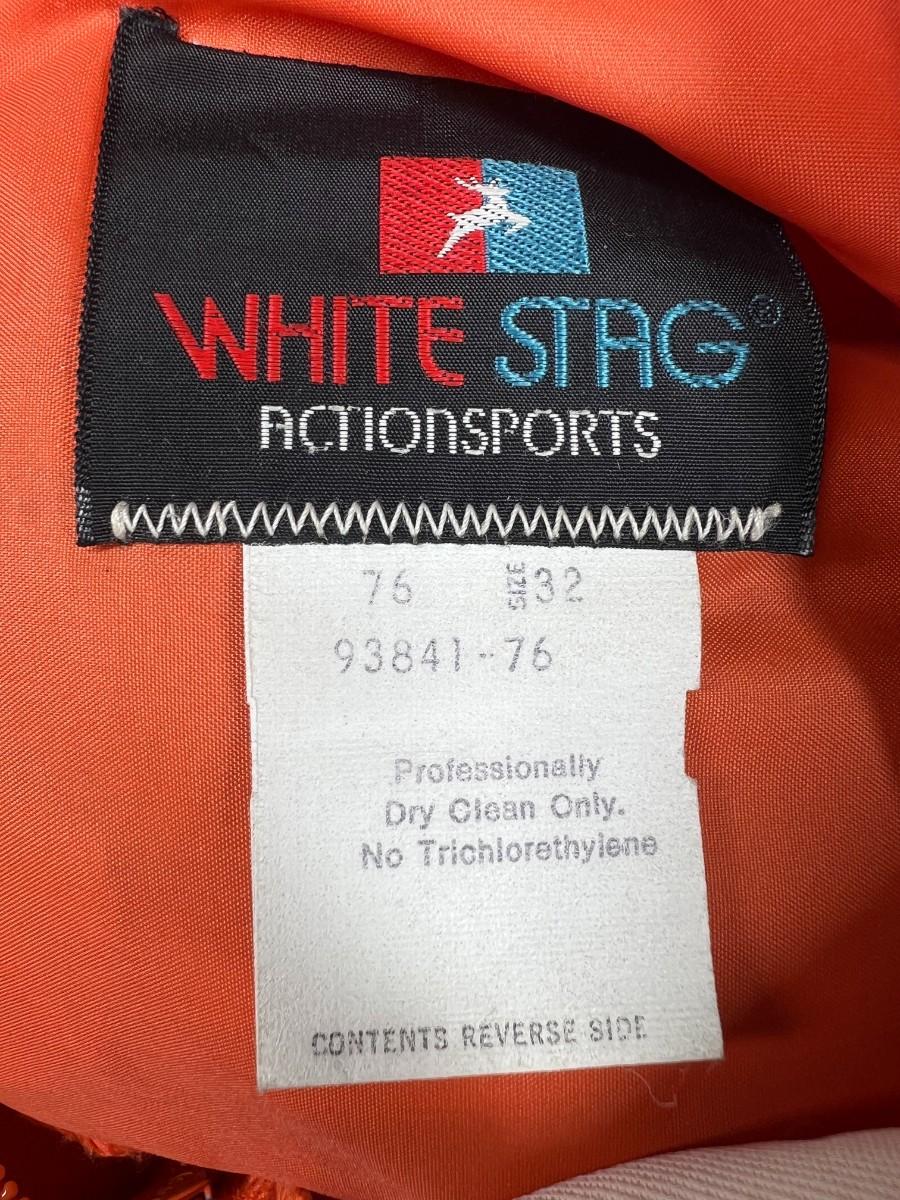 WHITE STAG®
ACTIONSPORTS
76 SIZE 32
93841-76
Professionally
Dry Clean Only.
No Trichlorethylene
CONTENTS REVERSE SIDE